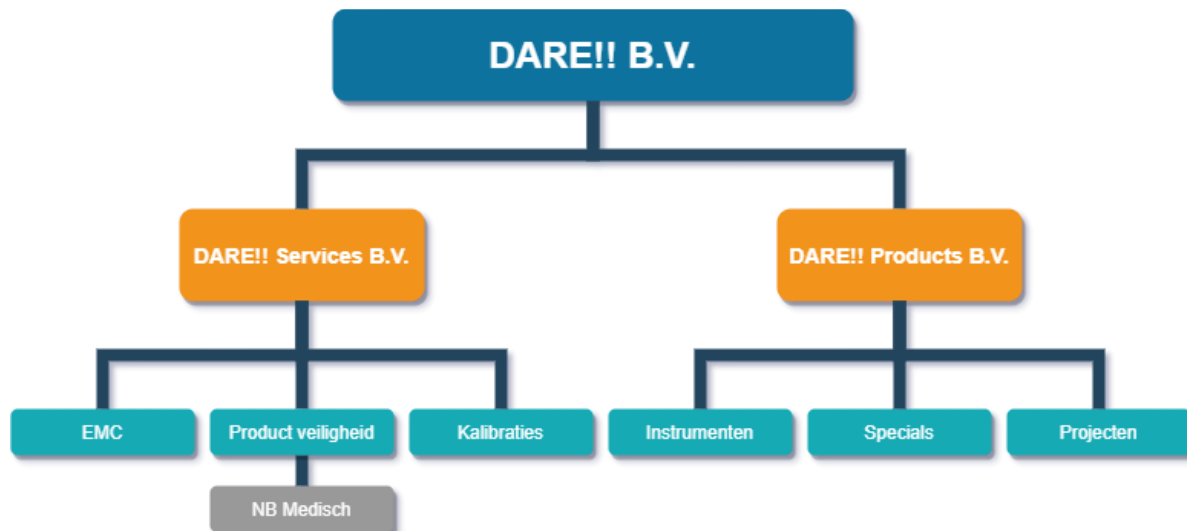 DARE!! B.V.
DARE!! Services B.V.
DARE!! Products B.V.
EMC
Product veiligheid
Kalibraties
Instrumenten
Specials
Projecten
NB Medisch